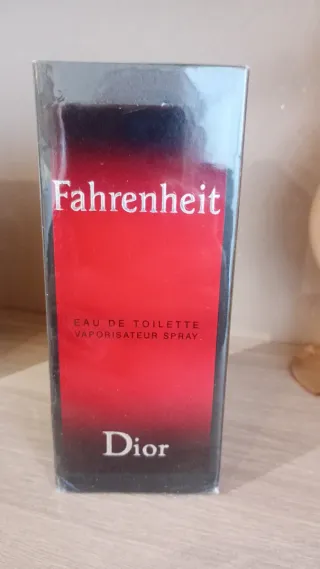 Fahrenheit
EAU DE TOILETTE
VAPORISATEUR SPRAY
Dior